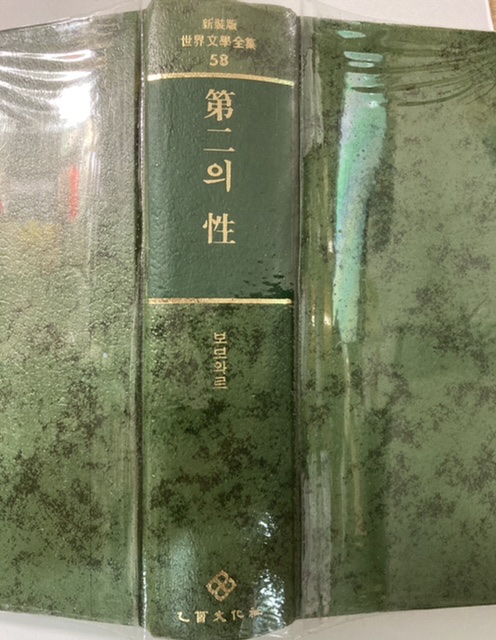 新裝版
世界文學全集
58
第二의 性
보브와르
乙酉文化社